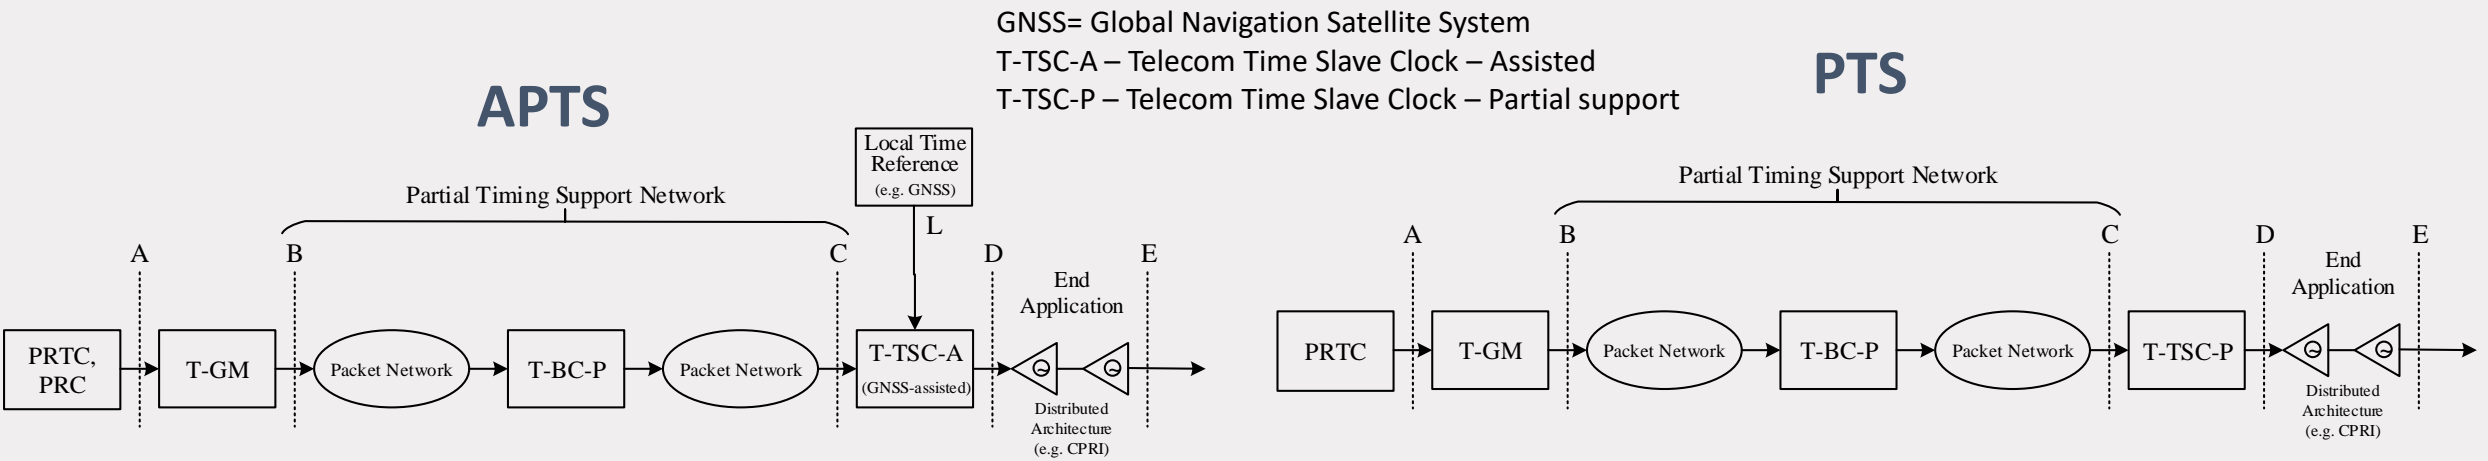 GNSS= Global Navigation Satellite System
T-TSC-A – Telecom Time Slave Clock – Assisted
T-TSC-P – Telecom Time Slave Clock – Partial support
APTS
Local Time
Reference
(e.g. GNSS)
L
Partial Timing Support Network
A
B
C
D
E
End
Application
PRTC,
PRC
T-GM
Packet Network
T-BC-P
Packet Network
T-TSC-A
(GNSS-assisted)
Distributed
Architecture
(e.g. CPRI)
PTS
Partial Timing Support Network
A
B
C
D
E
End
Application
PRTC
T-GM
Packet Network
T-BC-P
Packet Network
T-TSC-P
Distributed
Architecture
(e.g. CPRI)